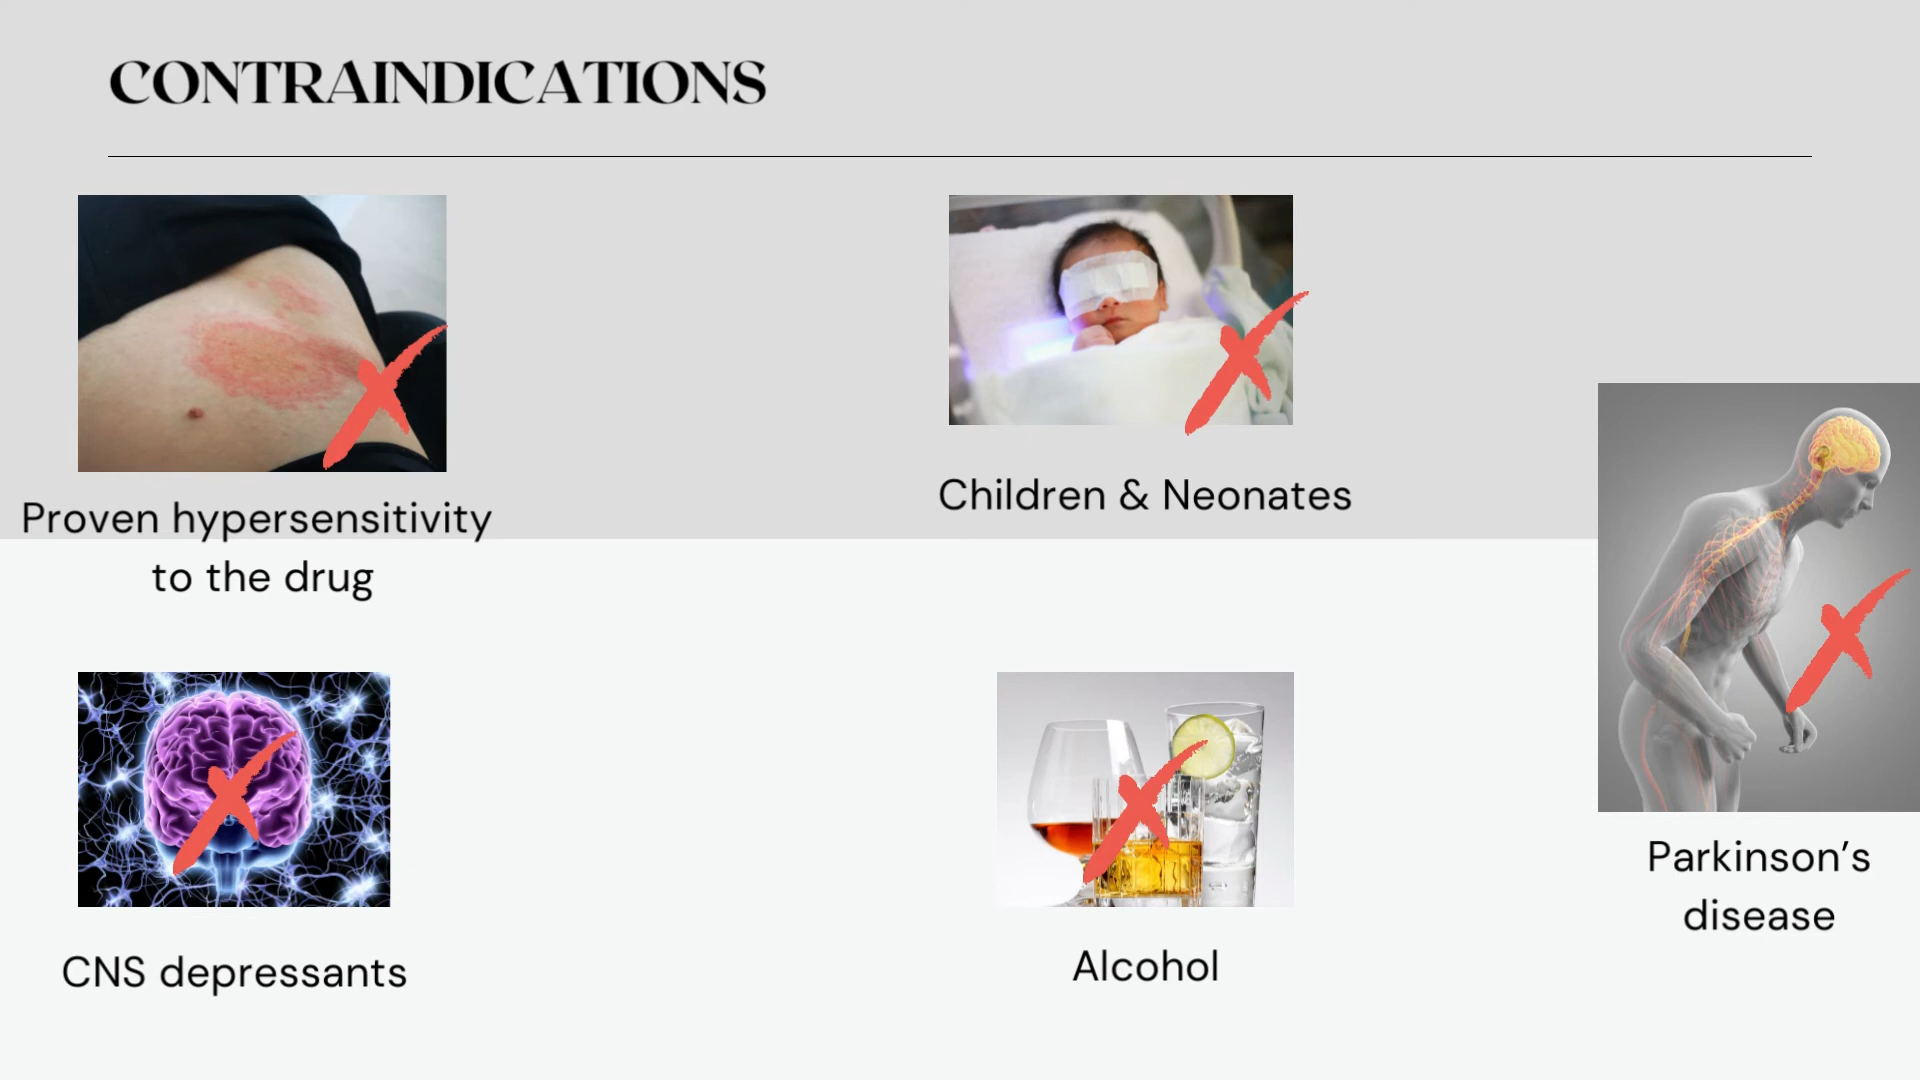 CONTRAINDICATIONS
Proven hypersensitivity
to the drug
Children & Neonates
CNS depressants
Alcohol
Parkinson’s
disease